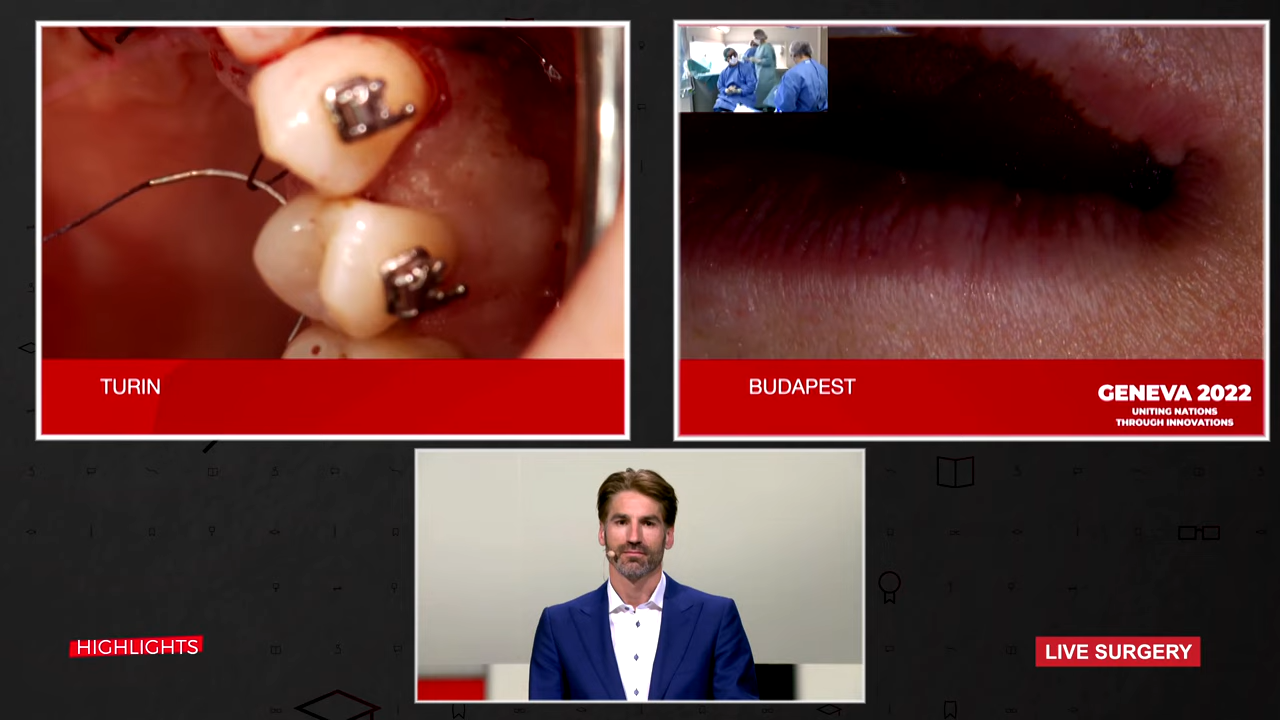 TURIN
BUDAPEST
GENEVA 2022
UNITING NATIONS
THROUGH INNOVATIONS
HIGHLIGHTS
LIVE SURGERY